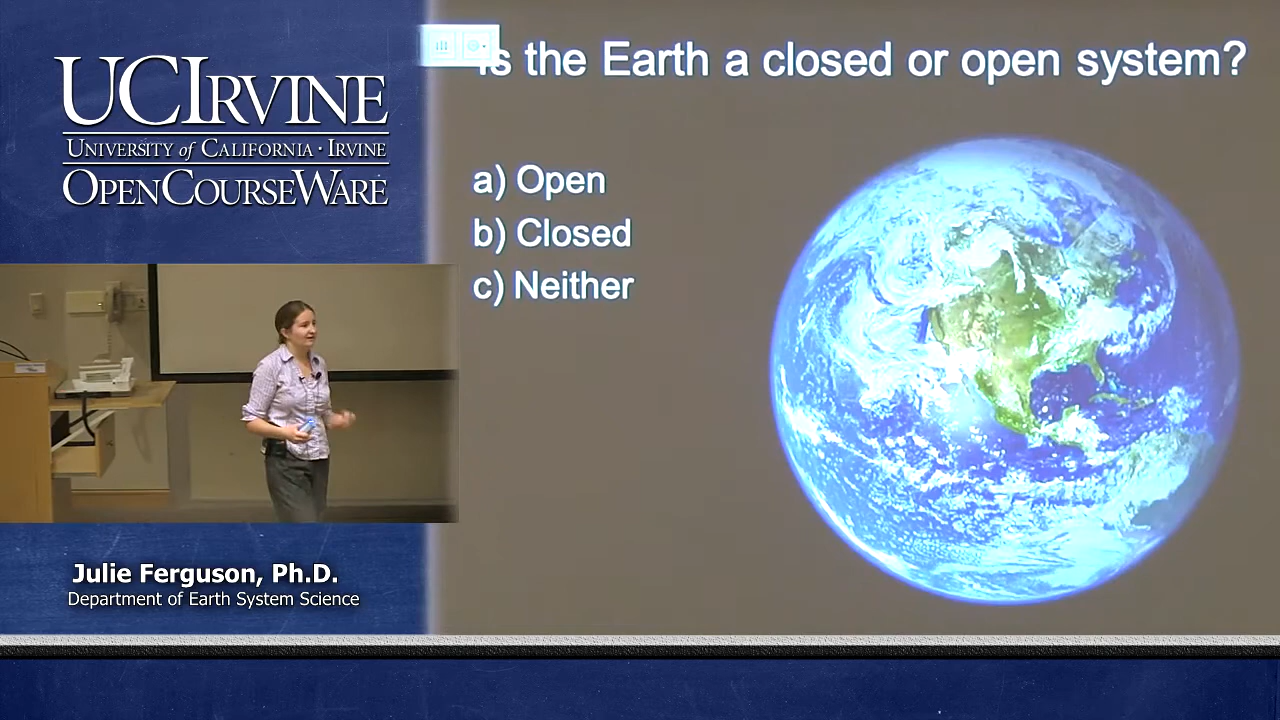 UCIRVINE
UNIVERSITY of CALIFORNIA · IRVINE
OPENCOURSEWARE
Is the Earth a closed or open system?
a) Open
b) Closed
c) Neither
Julie Ferguson, Ph.D.
Department of Earth System Science